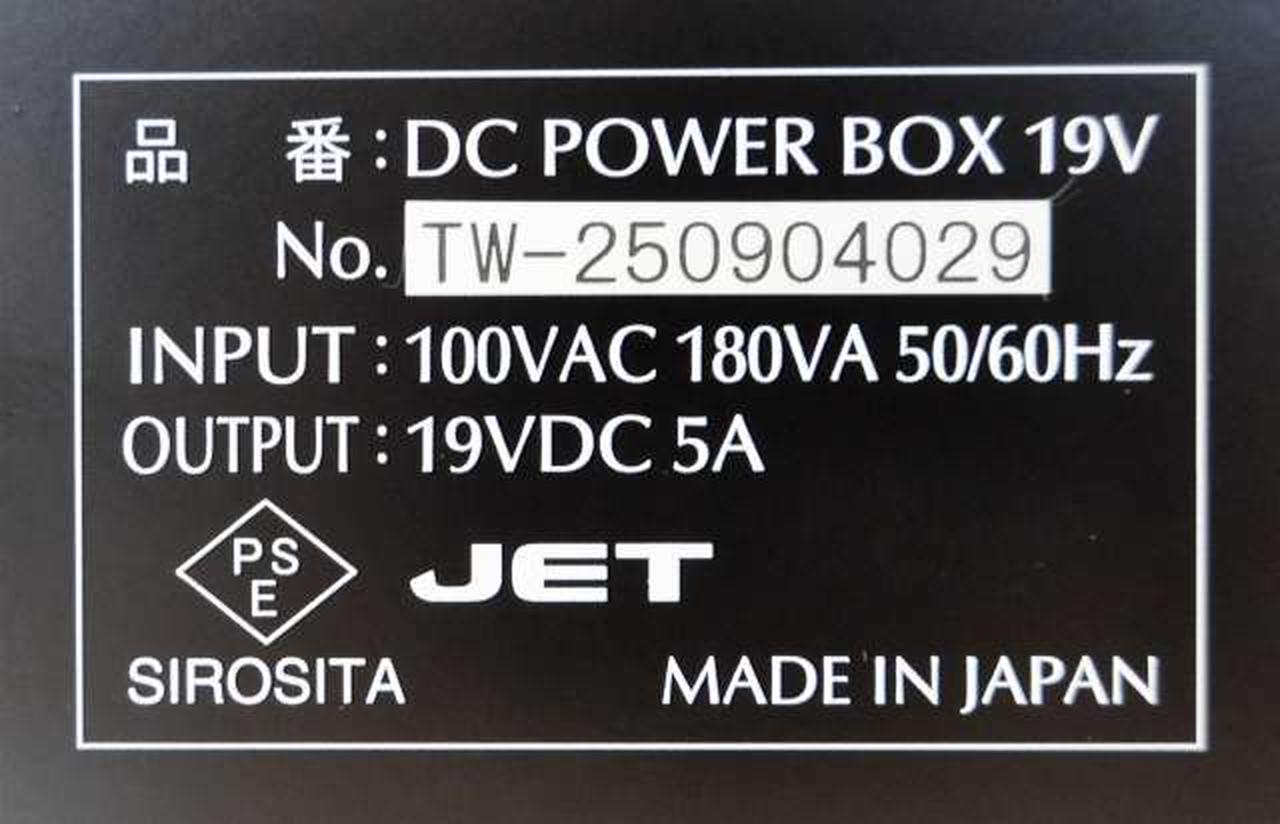 品 番:DC POWER BOX 19V
No. TW-250904029
INPUT:100VAC 180VA 50/60Hz
OUTPUT:19VDC 5A
PS
E
JET
SIROSITA MADE IN JAPAN